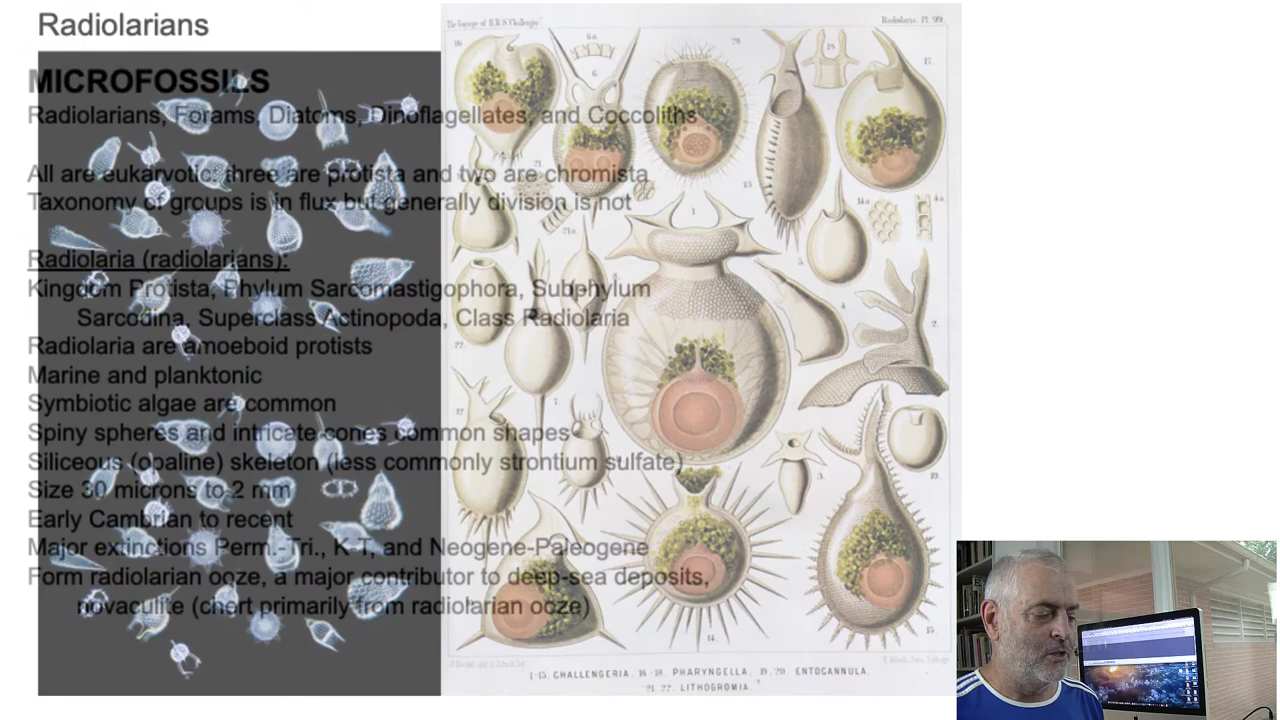 Radiolarians
The Voyage of H.M.S. "Challenger"
Radiolaria. Pl. 99.
MICROFOSSILS
Radiolarians, Forams, Diatoms, Dinoflagellates, and Coccoliths
All are eukaryotic; three are protista and two are chromista
Taxonomy of groups is in flux but generally division is not
Radiolaria (radiolarians):
Kingdom Protista, Phylum Sarcomastigophora, Subphylum
Sarcodina, Superclass Actinopoda, Class Radiolaria
Radiolaria are amoeboid protists
Marine and planktonic
Symbiotic algae are common
Spiny spheres and intricate cones common shapes
Siliceous (opaline) skeleton (less commonly strontium sulfate)
Size 30 microns to 2 mm
Early Cambrian to recent
Major extinctions Perm.-Tri., K-T, and Neogene-Paleogene
Form radiolarian ooze, a major contributor to deep-sea deposits,
novaculite (chert primarily from radiolarian ooze)
1-15. CHALLENGERIA, 16-18. PHARYNGELLA, 19, 20. ENTOCANNULA,
21, 22. LITHOGROMIA.